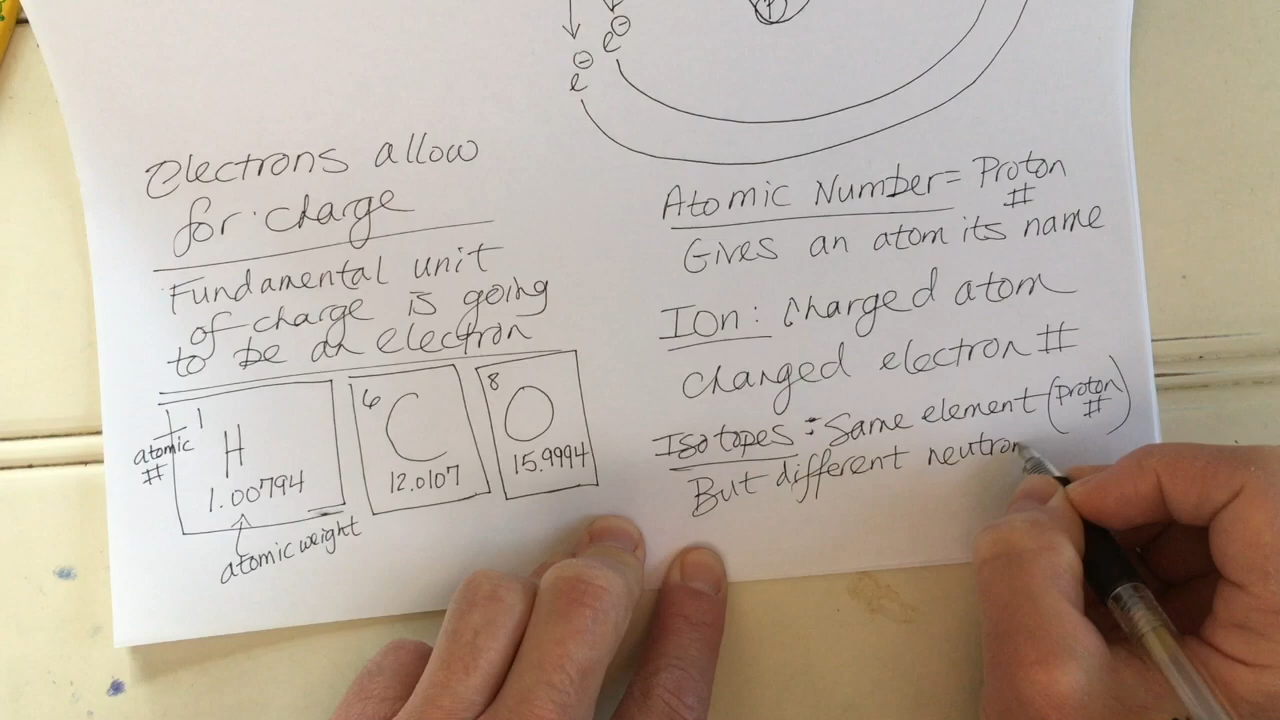 P
e⊖
e⊖
electrons allow
for charge
Fundamental unit
of charge is going
to be an electron
atomic
#
1
H
1.00794
atomic weight
6
C
12.0107
8
O
15.9994
Atomic Number = Proton
#
Gives an atom its name
Ion: Charged atom
changed electron #
Isotopes: Same element (Proton
#)
But different neutron